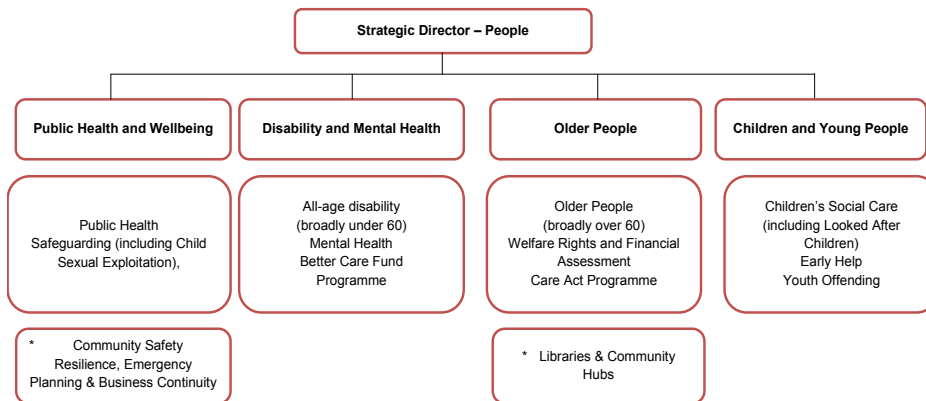 Strategic Director – People
Public Health and Wellbeing
Disability and Mental Health
Older People
Children and Young People
Public Health
Safeguarding (including Child
Sexual Exploitation),
All-age disability
(broadly under 60)
Mental Health
Better Care Fund
Programme
Older People
(broadly over 60)
Welfare Rights and Financial
Assessment
Care Act Programme
Children’s Social Care
(including Looked After
Children)
Early Help
Youth Offending
* Community Safety
Resilience, Emergency
Planning & Business Continuity
* Libraries & Community
Hubs